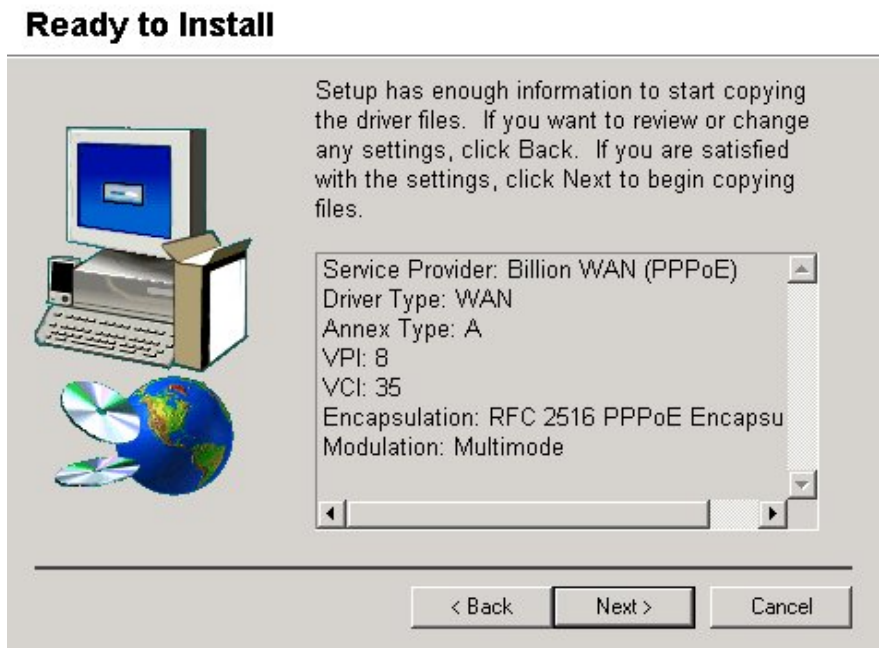 Ready to Install
Setup has enough information to start copying
the driver files.  If you want to review or change
any settings, click Back.  If you are satisfied
with the settings, click Next to begin copying
files.
Service Provider: Billion WAN (PPPoE)
Driver Type: WAN
Annex Type: A
VPI: 8
VCI: 35
Encapsulation: RFC 2516 PPPoE Encapsu
Modulation: Multimode
< Back
Next >
Cancel